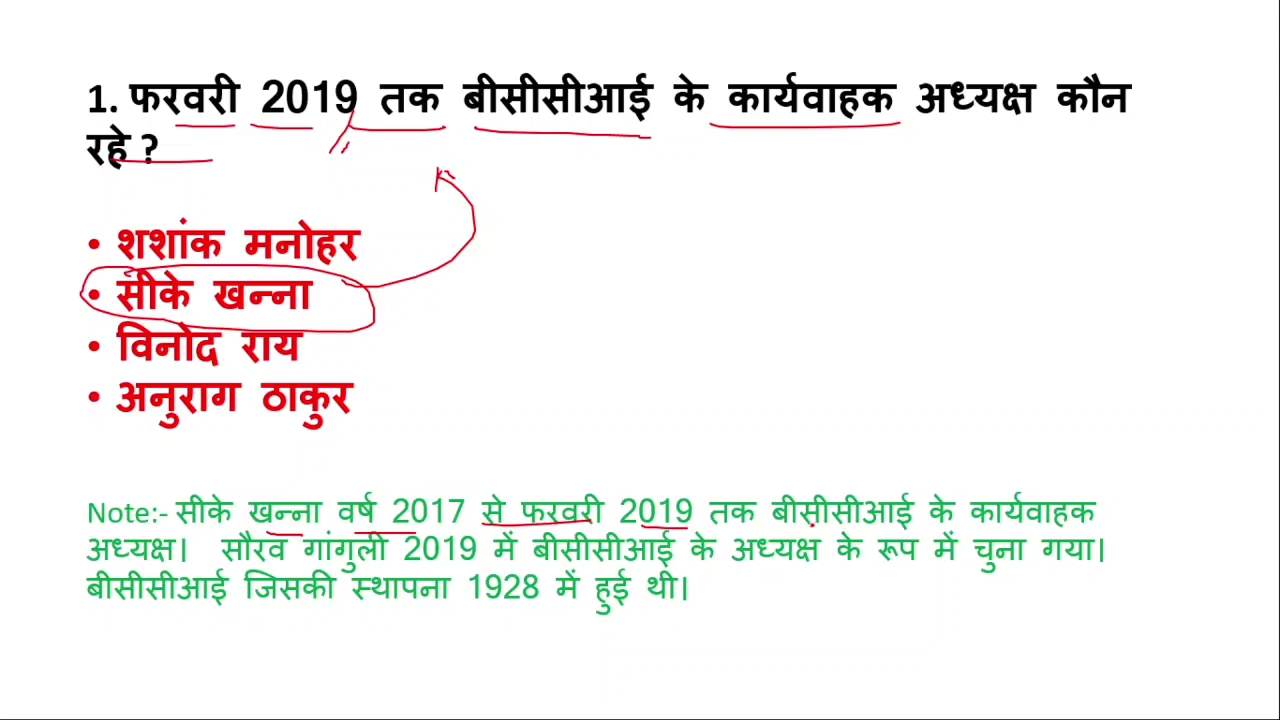 1. फरवरी 2019 तक बीसीसीआई के कार्यवाहक अध्यक्ष कौन
रहे ?
• शशांक मनोहर
• सीके खन्ना
• विनोद राय
• अनुराग ठाकुर
Note:- सीके खन्ना वर्ष 2017 से फरवरी 2019 तक बीसीसीआई के कार्यवाहक
अध्यक्ष। सौरव गांगुली 2019 में बीसीसीआई के अध्यक्ष के रूप में चुना गया।
बीसीसीआई जिसकी स्थापना 1928 में हुई थी।